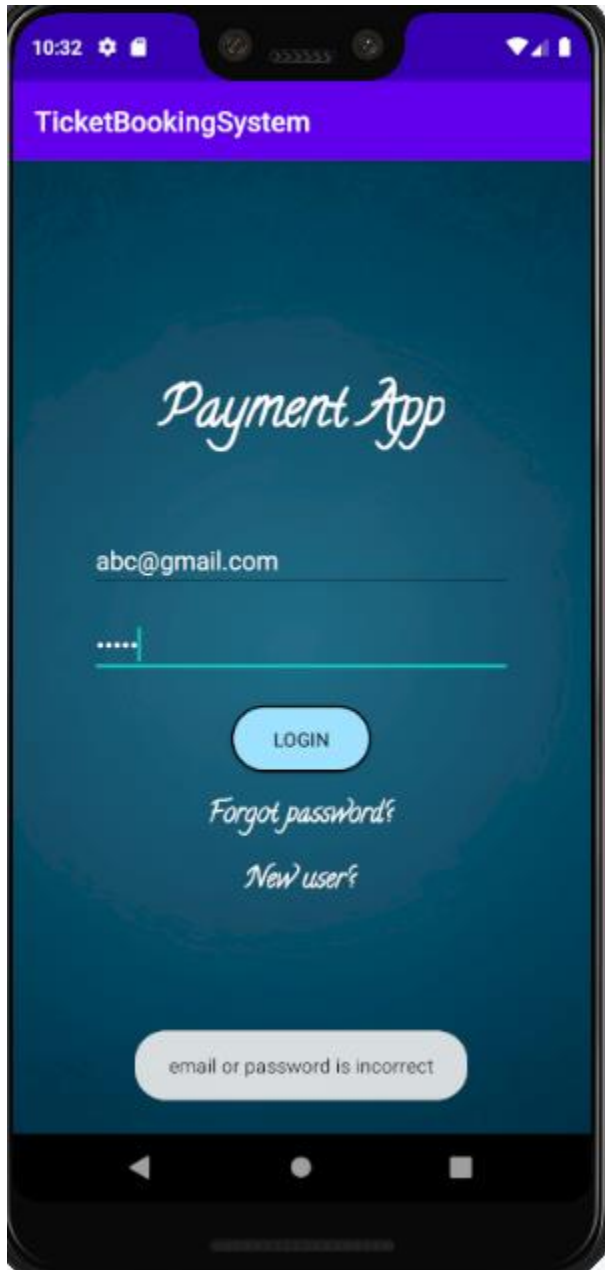 10:32
TicketBookingSystem
Payment App
abc@gmail.com
•••••
LOGIN
Forgot password?
New user?
email or password is incorrect